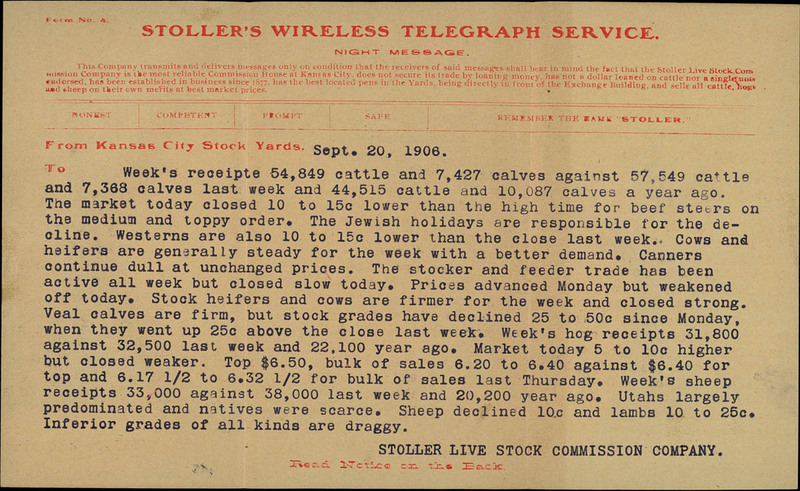 Form No. 4.
STOLLER'S WIRELESS TELEGRAPH SERVICE.
NIGHT MESSAGE.
This Company transmits and delivers messages only on condition that the receivers of said messages shall bear in mind the fact that the Stoller Live Stock Com
mission Company is the most reliable Commission House at Kansas City, does not secure its trade by loaning money, has not a dollar loaned on cattle nor a single
endorsed, has been established in business since 1877, has the best located pens in the Yards, being directly in front of the Exchange Building, and sells all cattle, hogs
and sheep on their own merits at best market prices.
HONEST COMPETENT PROMPT SAFE REMEMBER THE NAME "STOLLER."
From Kansas City Stock Yards. Sept. 20, 1906.
To
Week's receipte 54,849 cattle and 7,427 calves against 57,549 cattle
and 7,368 calves last week and 44,515 cattle and 10,087 calves a year ago.
The market today closed 10 to 15c lower than the high time for beef steers on
the medium and toppy order. The Jewish holidays are responsible for the de-
cline. Westerns are also 10 to 15c lower than the close last week.. Cows and
heifers are generally steady for the week with a better demand. Canners
continue dull at unchanged prices. The stocker and feeder trade has been
active all week but closed slow today. Prices advanced Monday but weakened
off today. Stock heifers and cows are firmer for the week and closed strong.
Veal calves are firm, but stock grades have declined 25 to 50c since Monday,
when they went up 25c above the close last week. Week's hog receipts 31,800
against 32,500 last week and 22,100 year ago. Market today 5 to 10c higher
but closed weaker. Top $6.50, bulk of sales 6.20 to 6.40 against $6.40 for
top and 6.17 1/2 to 6.32 1/2 for bulk of sales last Thursday. Week's sheep
receipts 33,000 against 38,000 last week and 20,200 year ago. Utahs largely
predominated and natives were scarce. Sheep declined 10c and lambs 10 to 25c.
Inferior grades of all kinds are draggy.
STOLLER LIVE STOCK COMMISSION COMPANY.
Read Notice on the Back.